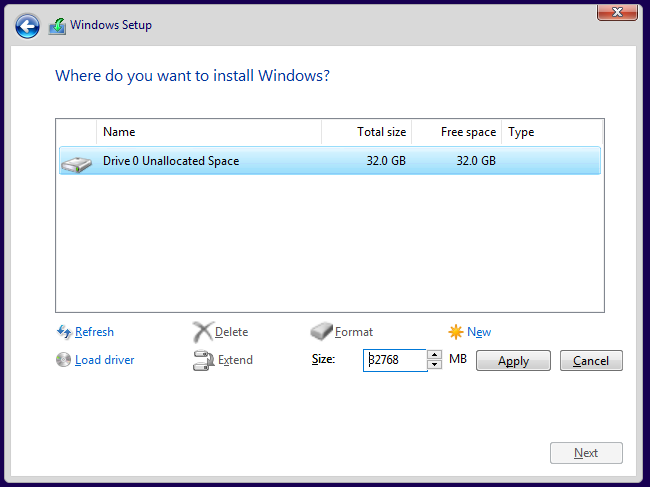 Windows Setup
Where do you want to install Windows?
Name Total size Free space Type
Drive 0 Unallocated Space 32.0 GB 32.0 GB
Refresh Delete Format New
Load driver Extend Size: 32768 MB Apply Cancel
Next